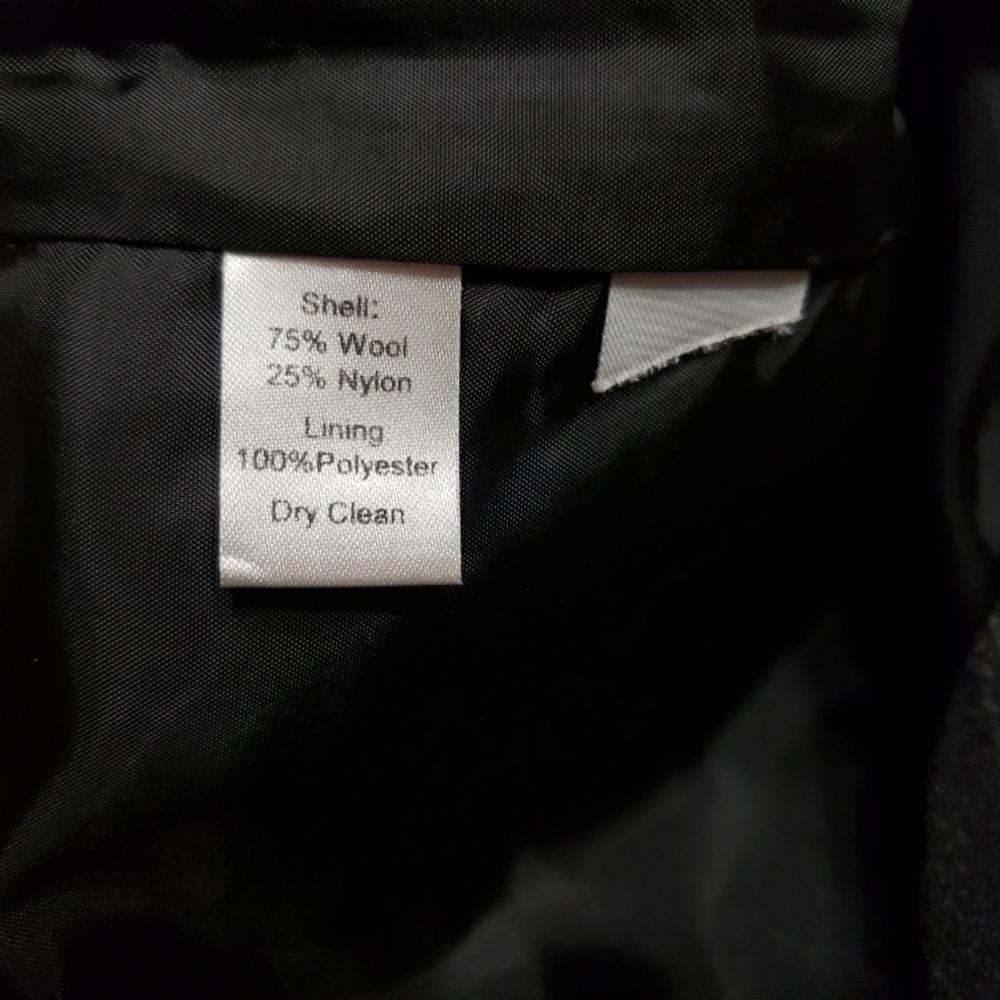 Shell:
75% Wool
25% Nylon
Lining
100%Polyester
Dry Clean